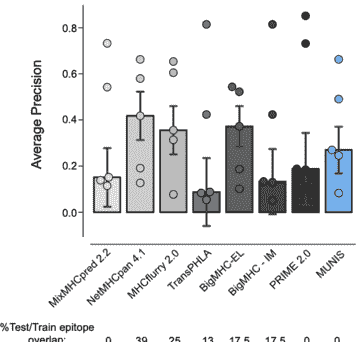 Average Precision
0.8
0.6
0.4
0.2
0.0
MixMHCpred 2.2
NetMHCpan 4.1
MHCflurry 2.0
TransPHLA
BigMHC-EL
BigMHC - IM
PRIME 2.0
MUNIS
%Test/Train epitope
overlap: 0 39 25 13 17.5 17.5 0 0